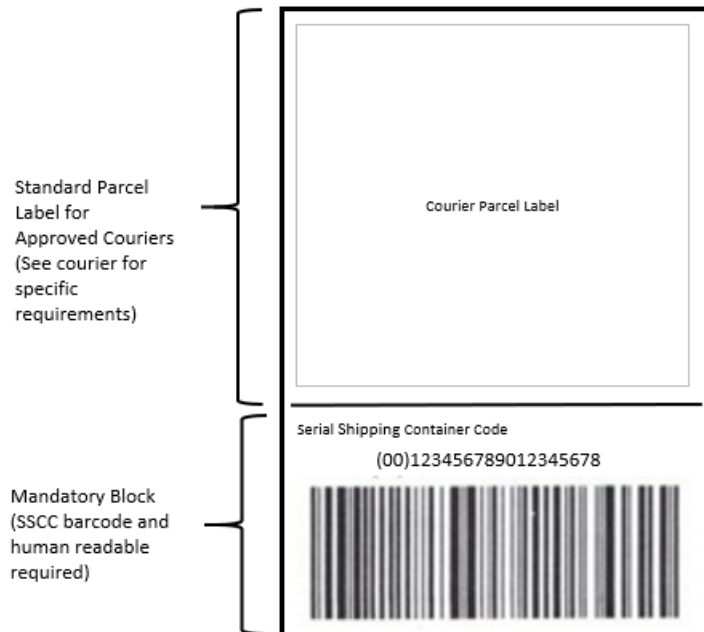 Standard Parcel
Label for
Approved Couriers
(See courier for
specific
requirements)
Courier Parcel Label
Serial Shipping Container Code
(00)123456789012345678
Mandatory Block
(SSCC barcode and
human readable
required)